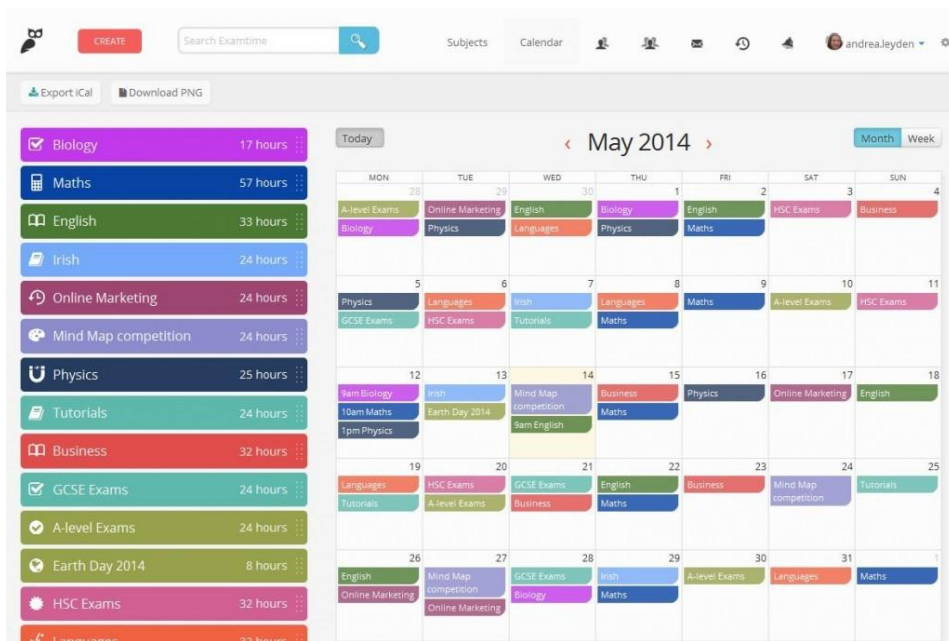 CREATE
Search Examtime
Subjects
Calendar
andrea.leyden
Export iCal
Download PNG
Biology 17 hours
Maths 57 hours
English 33 hours
Irish 24 hours
Online Marketing 24 hours
Mind Map competition 24 hours
Physics 25 hours
Tutorials 24 hours
Business 32 hours
GCSE Exams 24 hours
A-level Exams 24 hours
Earth Day 2014 8 hours
HSC Exams 32 hours
Languages 32 hours
Today
‹ May 2014 ›
Month Week
MON TUE WED THU FRI SAT SUN
28 29 30 1 2 3 4
A-level Exams Online Marketing English Biology English HSC Exams Business
Biology Physics Languages Physics Maths
5 6 7 8 9 10 11
Physics Languages Irish Languages Maths A-level Exams HSC Exams
GCSE Exams HSC Exams Tutorials Maths
12 13 14 15 16 17 18
9am Biology Irish Mind Map Business Physics Online Marketing English
10am Maths Earth Day 2014 competition Maths
1pm Physics 9am English
19 20 21 22 23 24 25
Languages HSC Exams GCSE Exams English Business Mind Map Tutorials
Tutorials A-level Exams Business Maths competition
26 27 28 29 30 31 1
English Mind Map GCSE Exams Irish A-level Exams Languages Maths
Online Marketing competition Biology Maths
Online Marketing